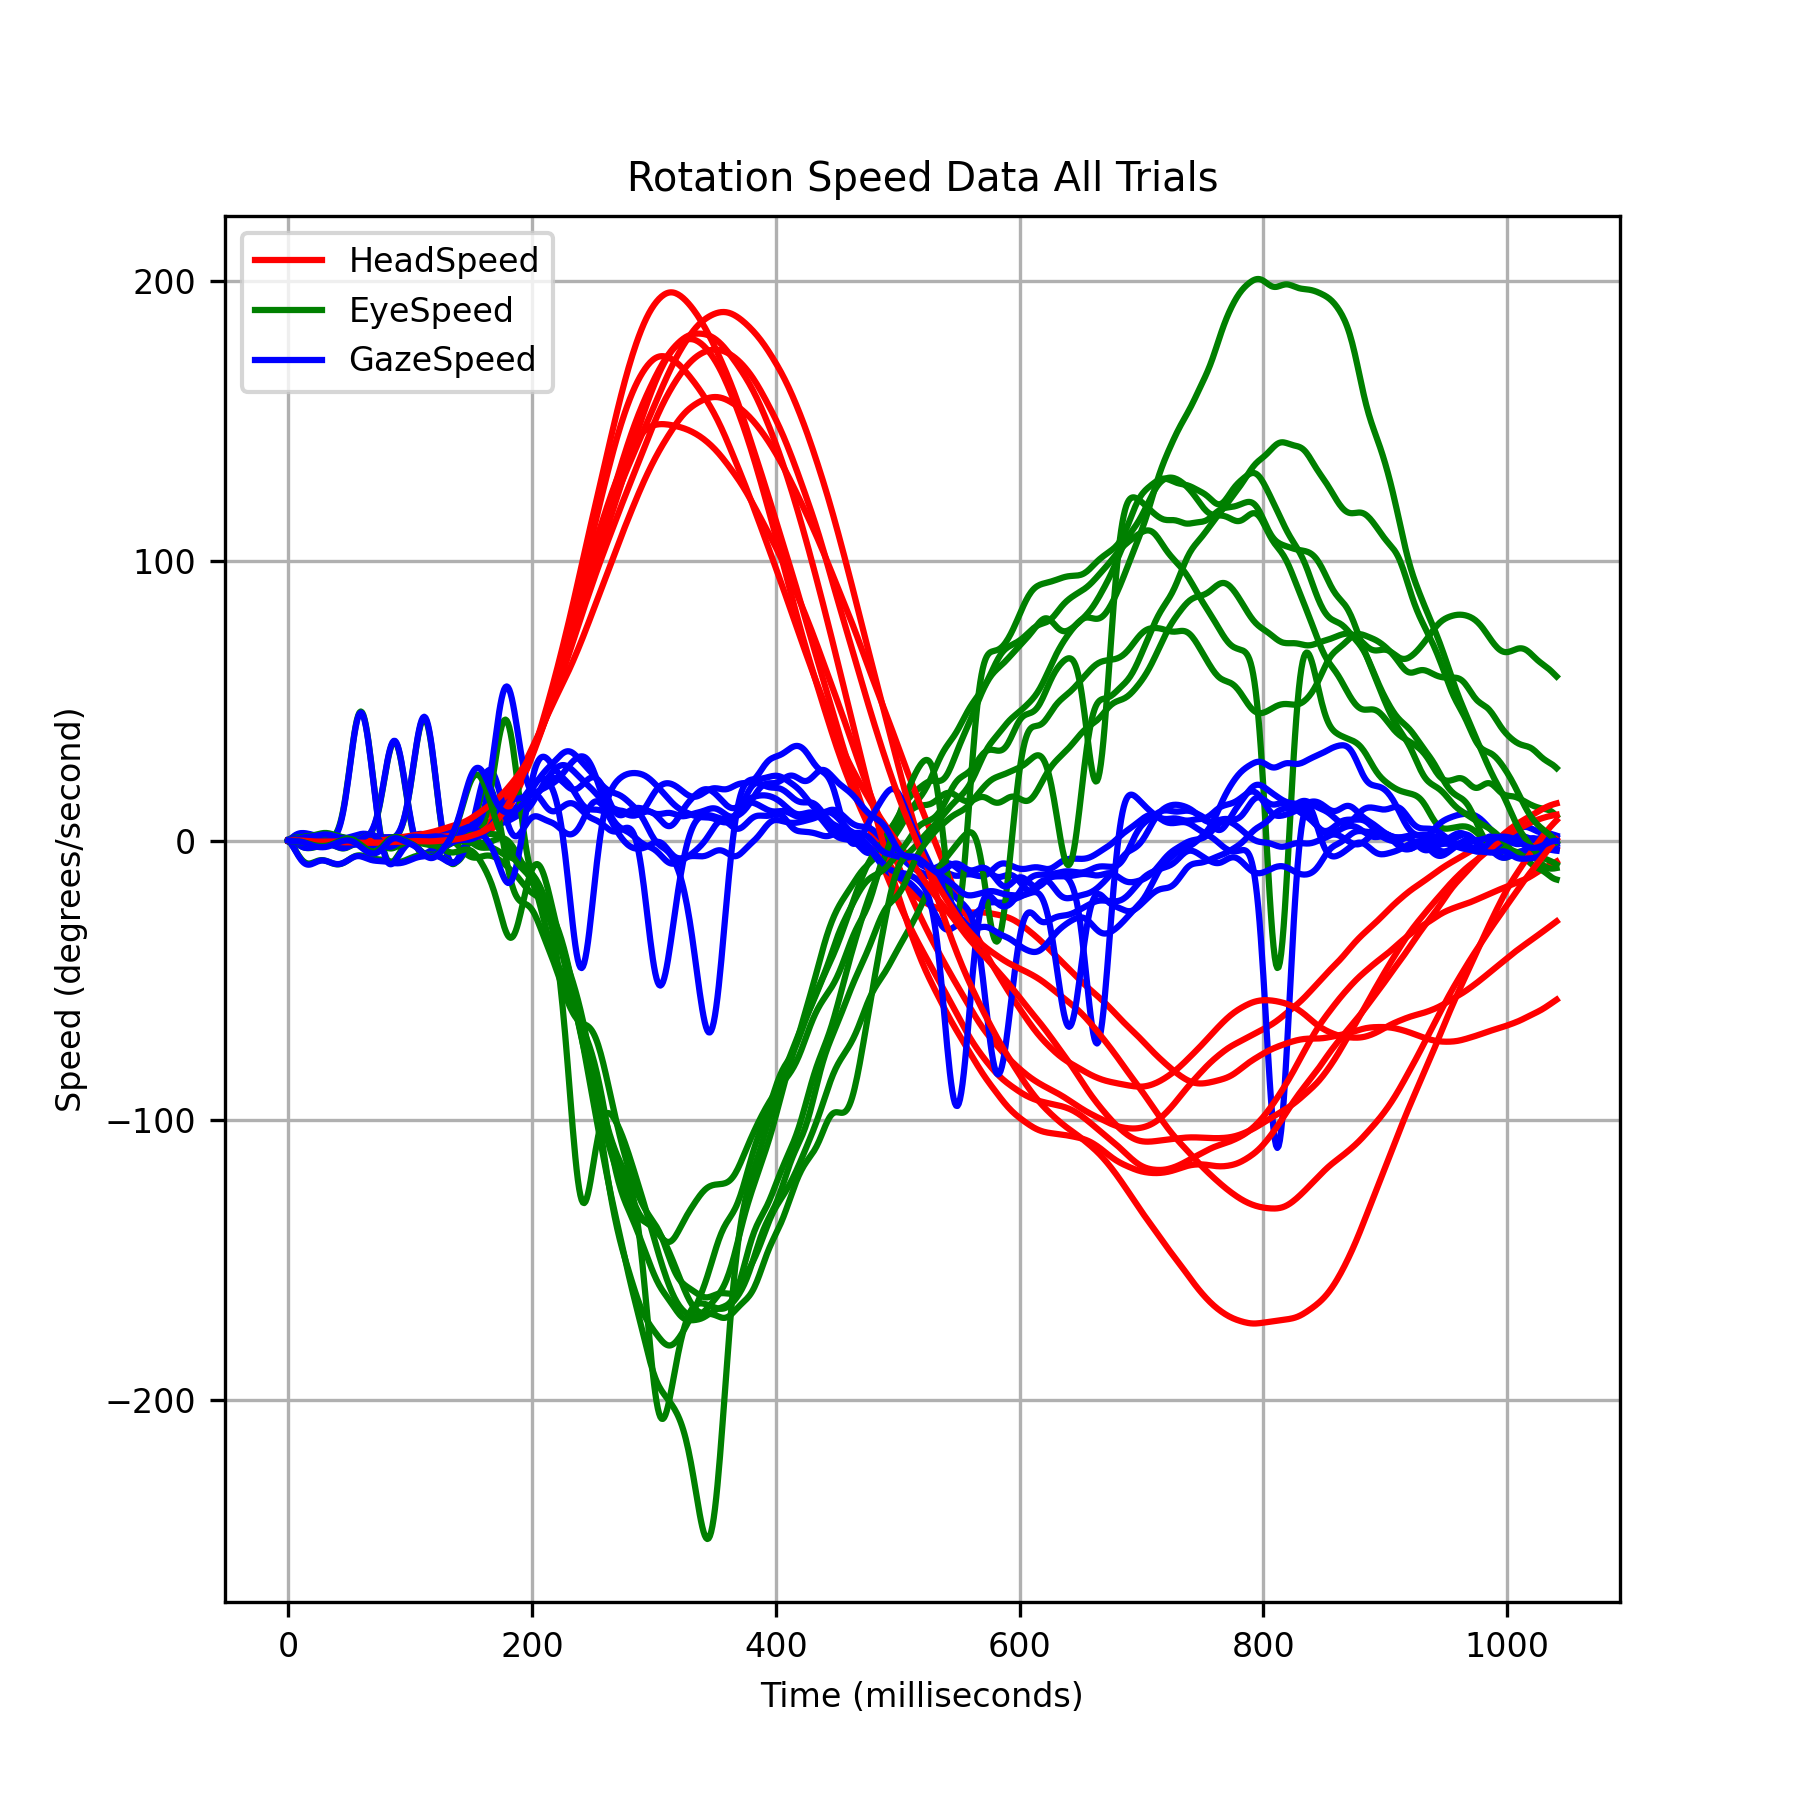 Rotation Speed Data All Trials
HeadSpeed
EyeSpeed
GazeSpeed
200
100
0
−100
−200
Speed (degrees/second)
0 200 400 600 800 1000
Time (milliseconds)